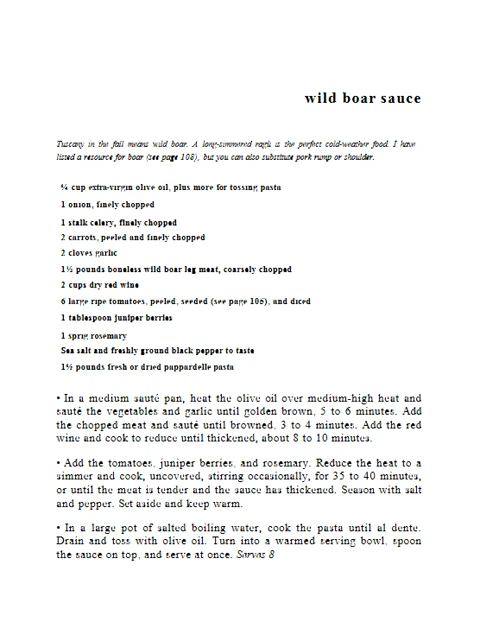 wild boar sauce
Tuscany in the fall means wild boar. A long-simmered ragù is the perfect cold-weather food. I have
listed a resource for boar (see page 108), but you can also substitute pork rump or shoulder.
¼ cup extra-virgin olive oil, plus more for tossing pasta
1 onion, finely chopped
1 stalk celery, finely chopped
2 carrots, peeled and finely chopped
2 cloves garlic
1½ pounds boneless wild boar leg meat, coarsely chopped
2 cups dry red wine
6 large ripe tomatoes, peeled, seeded (see page 106), and diced
1 tablespoon juniper berries
1 sprig rosemary
Sea salt and freshly ground black pepper to taste
1½ pounds fresh or dried pappardelle pasta
• In a medium sauté pan, heat the olive oil over medium-high heat and
sauté the vegetables and garlic until golden brown, 5 to 6 minutes. Add
the chopped meat and sauté until browned, 3 to 4 minutes. Add the red
wine and cook to reduce until thickened, about 8 to 10 minutes.
• Add the tomatoes, juniper berries, and rosemary. Reduce the heat to a
simmer and cook, uncovered, stirring occasionally, for 35 to 40 minutes,
or until the meat is tender and the sauce has thickened. Season with salt
and pepper. Set aside and keep warm.
• In a large pot of salted boiling water, cook the pasta until al dente.
Drain and toss with olive oil. Turn into a warmed serving bowl, spoon
the sauce on top, and serve at once. Serves 8